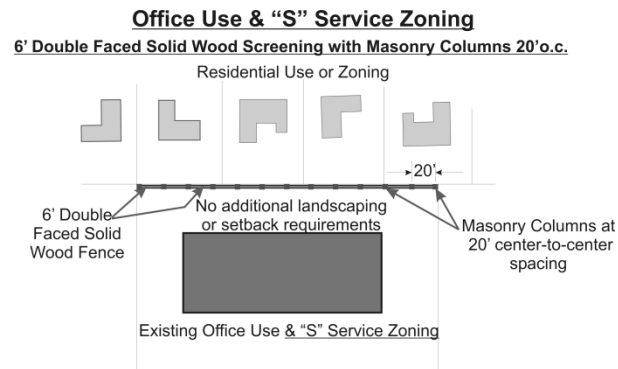 Office Use & “S” Service Zoning
6’ Double Faced Solid Wood Screening with Masonry Columns 20’o.c.
Residential Use or Zoning
20’
6’ Double
Faced Solid
Wood Fence
No additional landscaping
or setback requirements
Masonry Columns at
20’ center-to-center
spacing
Existing Office Use & “S” Service Zoning